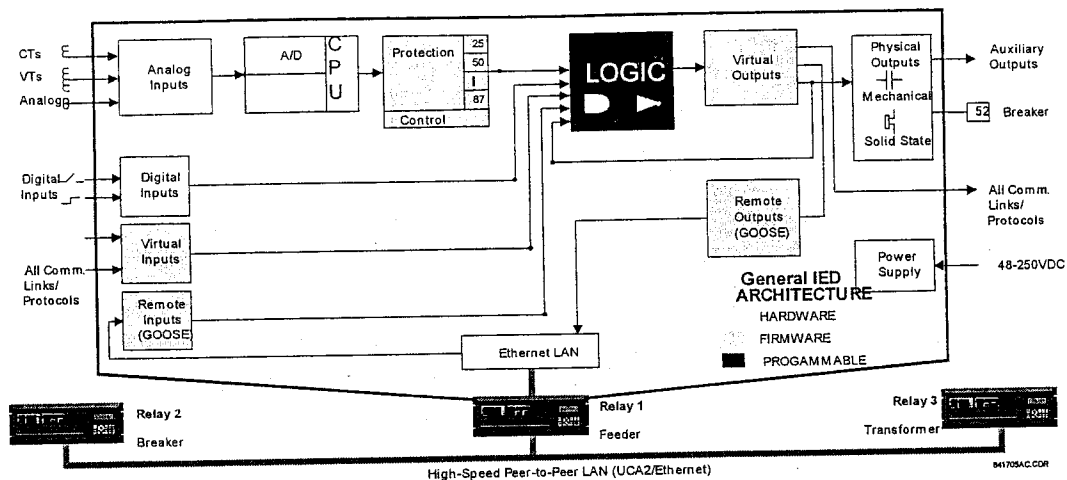 CTs
VTs
Analog
Analog
Inputs
A/D
C
P
U
Protection
25
50
I
87
Control
LOGIC
Virtual
Outputs
Physical
Outputs
Mechanical
Solid State
Auxiliary
Outputs
52
Breaker
Digital
Inputs
Digital
Inputs
Virtual
Inputs
All Comm.
Links/
Protocols
Remote
Inputs
(GOOSE)
Remote
Outputs
(GOOSE)
All Comm.
Links/
Protocols
Power
Supply
48-250VDC
General IED
ARCHITECTURE
HARDWARE
FIRMWARE
PROGAMMABLE
Ethernet LAN
Relay 2
Breaker
Relay 1
Feeder
Relay 3
Transformer
High-Speed Peer-to-Peer LAN (UCA2/Ethernet)
841705AC.CDR